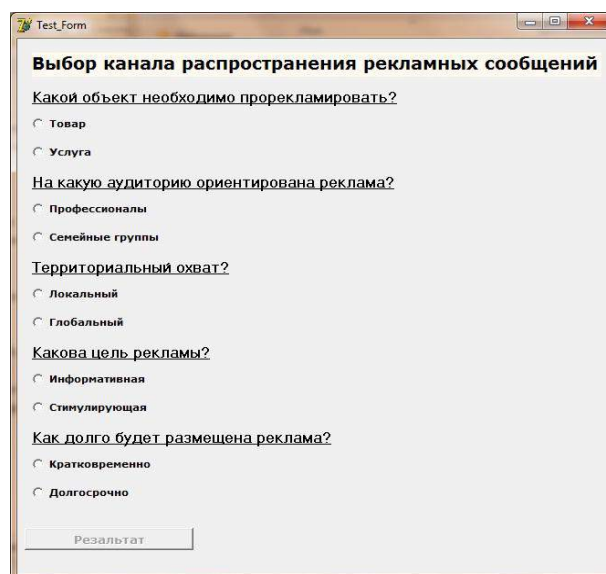 Test_Form
Выбор канала распространения рекламных сообщений
Какой объект необходимо прорекламировать?
Товар
Услуга
На какую аудиторию ориентирована реклама?
Профессионалы
Семейные группы
Территориальный охват?
Локальный
Глобальный
Какова цель рекламы?
Информативная
Стимулирующая
Как долго будет размещена реклама?
Кратковременно
Долгосрочно
Резальтат